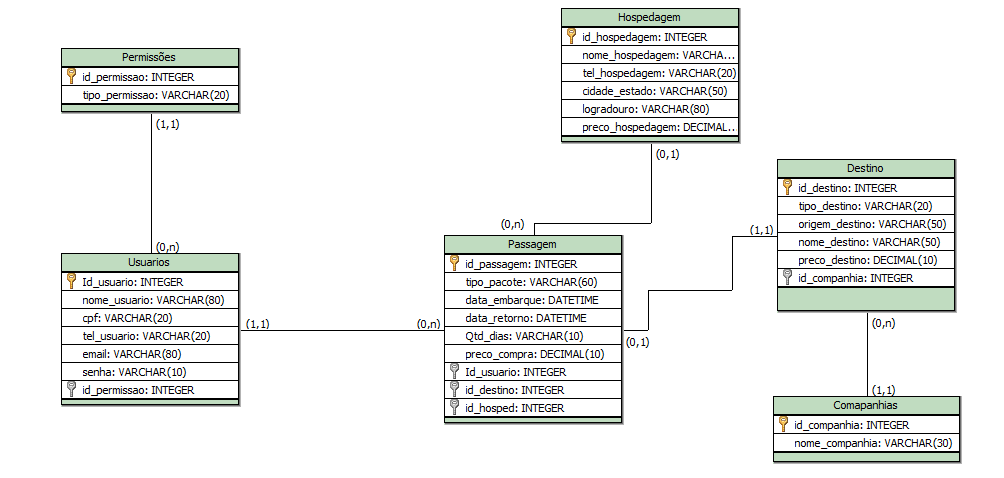 Hospedagem
id_hospedagem: INTEGER
nome_hospedagem: VARCHA...
tel_hospedagem: VARCHAR(20)
cidade_estado: VARCHAR(50)
logradouro: VARCHAR(80)
preco_hospedagem: DECIMAL...
(0,1)
Permissões
id_permissao: INTEGER
tipo_permissao: VARCHAR(20)
(1,1)
(0,n)
Destino
id_destino: INTEGER
tipo_destino: VARCHAR(20)
origem_destino: VARCHAR(50)
nome_destino: VARCHAR(50)
preco_destino: DECIMAL(10)
id_companhia: INTEGER
(1,1)
(0,n)
Usuarios
Id_usuario: INTEGER
nome_usuario: VARCHAR(80)
cpf: VARCHAR(20)
tel_usuario: VARCHAR(20)
email: VARCHAR(80)
senha: VARCHAR(10)
id_permissao: INTEGER
(1,1)
(0,n)
(0,n)
Passagem
id_passagem: INTEGER
tipo_pacote: VARCHAR(60)
data_embarque: DATETIME
data_retorno: DATETIME
Qtd_dias: VARCHAR(10)
preco_compra: DECIMAL(10)
Id_usuario: INTEGER
id_destino: INTEGER
id_hosped: INTEGER
(0,1)
(1,1)
Comapanhias
id_companhia: INTEGER
nome_companhia: VARCHAR(30)